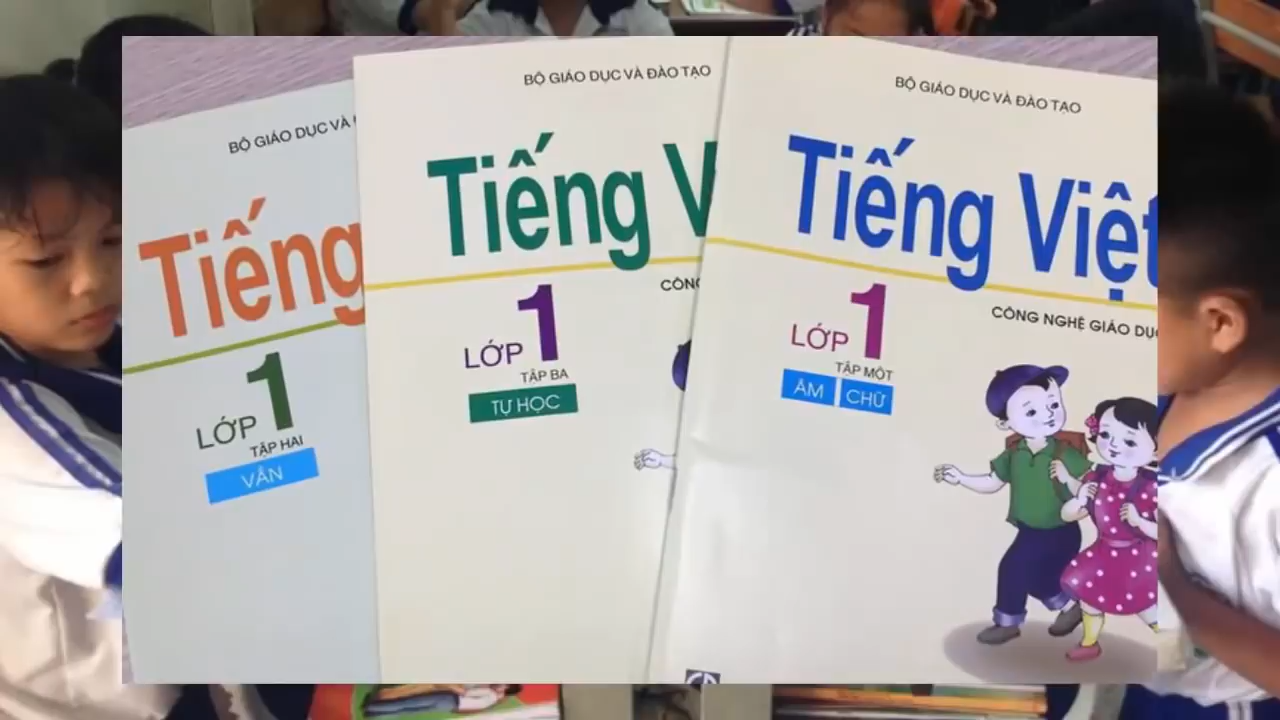 BỘ GIÁO DỤC VÀ
Tiếng
LỚP 1
TẬP HAI
VẦN
BỘ GIÁO DỤC VÀ ĐÀO TẠO
Tiếng V
CÔNG
LỚP 1
TẬP BA
TỰ HỌC
BỘ GIÁO DỤC VÀ ĐÀO TẠO
Tiếng Việt
CÔNG NGHỆ GIÁO DỤC
LỚP 1
TẬP MỘT
ÂM CHỮ